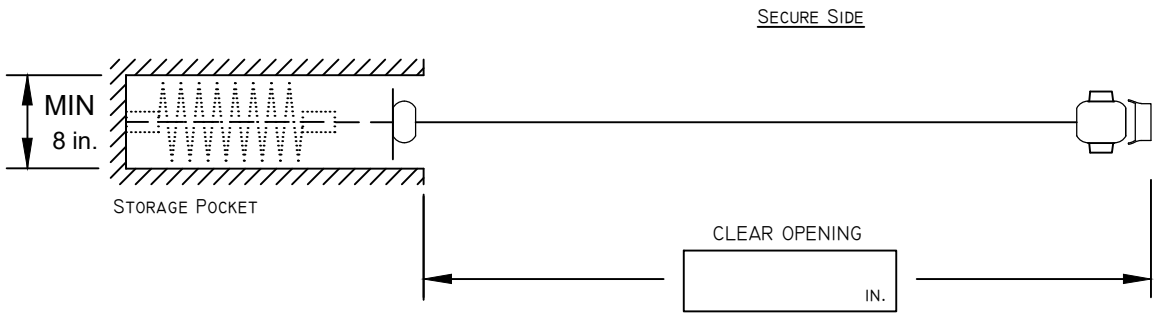 SECURE SIDE
MIN
8 in.
STORAGE POCKET
CLEAR OPENING
IN.